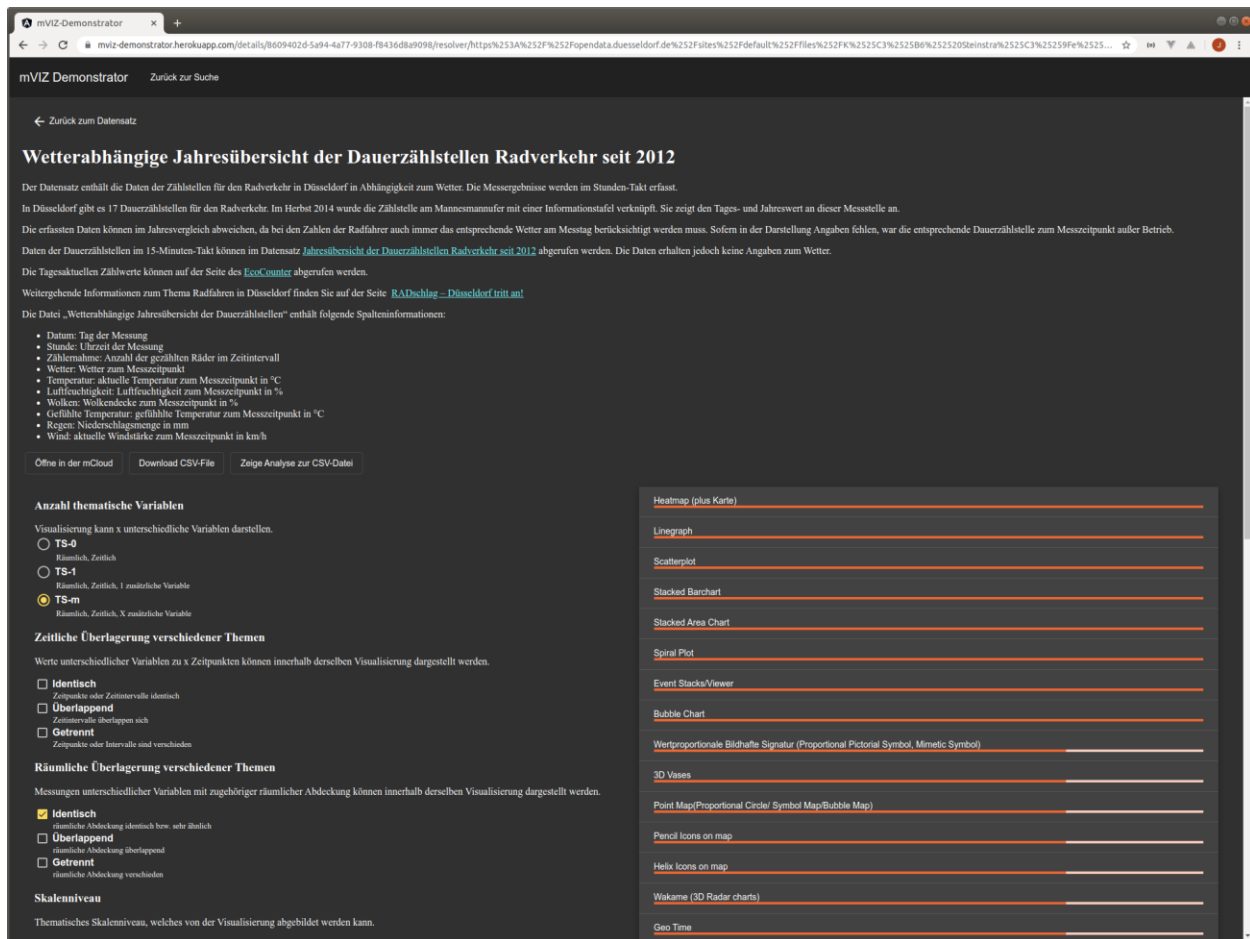 mVIZ-Demonstrator
mviz-demonstrator.herokuapp.com/details/8609402d-5a94-4a77-9308-f8436d8a9098/resolver/https%253A%252F%252Fopendata.duesseldorf.de%252Fsites%252Fdefault%252Ffiles%252FK%2525C3%2525B6%252520Steinstra%2525C3%25259Fe%2525...
mVIZ Demonstrator Zurück zur Suche
← Zurück zum Datensatz
Wetterabhängige Jahresübersicht der Dauerzählstellen Radverkehr seit 2012
Der Datensatz enthält die Daten der Zählstellen für den Radverkehr in Düsseldorf in Abhängigkeit zum Wetter. Die Messergebnisse werden im Stunden-Takt erfasst.
In Düsseldorf gibt es 17 Dauerzählstellen für den Radverkehr. Im Herbst 2014 wurde die Zählstelle am Mannesmannufer mit einer Informationstafel verknüpft. Sie zeigt den Tages- und Jahreswert an dieser Messstelle an.
Die erfassten Daten können im Jahresvergleich abweichen, da bei den Zahlen der Radfahrer auch immer das entsprechende Wetter am Messtag berücksichtigt werden muss. Sofern in der Darstellung Angaben fehlen, war die entsprechende Dauerzählstelle zum Messzeitpunkt außer Betrieb.
Daten der Dauerzählstellen im 15-Minuten-Takt können im Datensatz Jahresübersicht der Dauerzählstellen Radverkehr seit 2012 abgerufen werden. Die Daten erhalten jedoch keine Angaben zum Wetter.
Die Tagesaktuellen Zählwerte können auf der Seite des EcoCounter abgerufen werden.
Weitergehende Informationen zum Thema Radfahren in Düsseldorf finden Sie auf der Seite RADschlag – Düsseldorf tritt an!
Die Datei „Wetterabhängige Jahresübersicht der Dauerzählstellen“ enthält folgende Spalteninformationen:
• Datum: Tag der Messung
• Stunde: Uhrzeit der Messung
• Zählernahme: Anzahl der gezählten Räder im Zeitintervall
• Wetter: Wetter zum Messzeitpunkt
• Temperatur: aktuelle Temperatur zum Messzeitpunkt in °C
• Luftfeuchtigkeit: Luftfeuchtigkeit zum Messzeitpunkt in %
• Wolken: Wolkendecke zum Messzeitpunkt in %
• Gefühlte Temperatur: gefühhlte Temperatur zum Messzeitpunkt in °C
• Regen: Niederschlagsmenge in mm
• Wind: aktuelle Windstärke zum Messzeitpunkt in km/h
Öffne in der mCloud Download CSV-File Zeige Analyse zur CSV-Datei
Anzahl thematische Variablen
Visualisierung kann x unterschiedliche Variablen darstellen.
TS-0
Räumlich, Zeitlich
TS-1
Räumlich, Zeitlich, 1 zusätzliche Variable
TS-m
Räumlich, Zeitlich, X zusätzliche Variable
Zeitliche Überlagerung verschiedener Themen
Werte unterschiedlicher Variablen zu x Zeitpunkten können innerhalb derselben Visualisierung dargestellt werden.
Identisch
Zeitpunkte oder Zeitintervalle identisch
Überlappend
Zeitintervalle überlappen sich
Getrennt
Zeitpunkte oder Intervalle sind verschieden
Räumliche Überlagerung verschiedener Themen
Messungen unterschiedlicher Variablen mit zugehöriger räumlicher Abdeckung können innerhalb derselben Visualisierung dargestellt werden.
Identisch
räumliche Abdeckung identisch bzw. sehr ähnlich
Überlappend
räumliche Abdeckung überlappend
Getrennt
räumliche Abdeckung verschieden
Skalenniveau
Thematisches Skalenniveau, welches von der Visualisierung abgebildet werden kann.
Heatmap (plus Karte)
Linegraph
Scatterplot
Stacked Barchart
Stacked Area Chart
Spiral Plot
Event Stacks/Viewer
Bubble Chart
Wertproportionale Bildhafte Signatur (Proportional Pictorial Symbol, Mimetic Symbol)
3D Vases
Point Map(Proportional Circle/ Symbol Map/Bubble Map)
Pencil Icons on map
Helix Icons on map
Wakame (3D Radar charts)
Geo Time